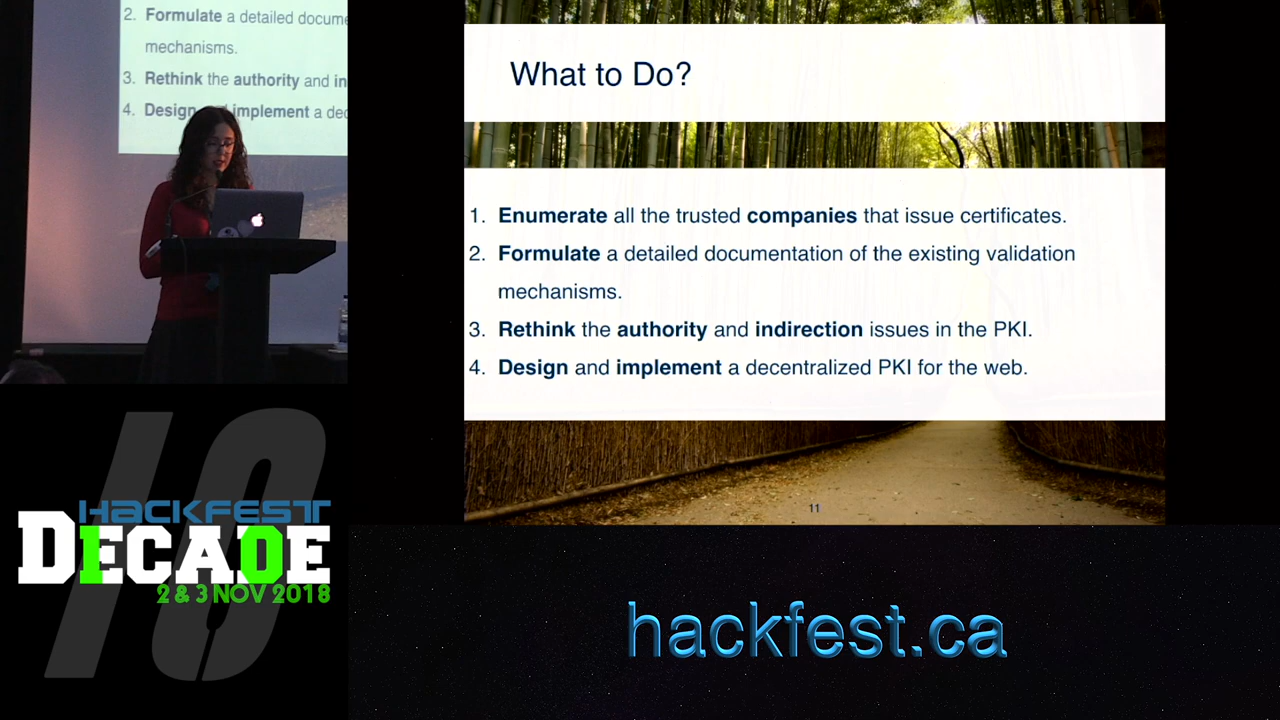 2. Formulate a detailed docume
mechanisms.
3. Rethink the authority and in
4. Design and implement a dec
What to Do?
1. Enumerate all the trusted companies that issue certificates.
2. Formulate a detailed documentation of the existing validation
mechanisms.
3. Rethink the authority and indirection issues in the PKI.
4. Design and implement a decentralized PKI for the web.
11
10
HACKFEST
DECADE
2 & 3 NOV 2018
hackfest.ca